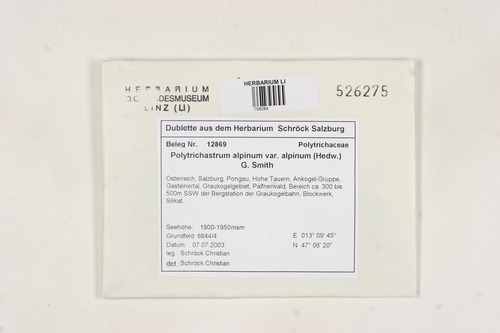 HERBARIUM
DESMUSEUM
LINZ (LI)
HERBARIUM LI
526275
Dublette aus dem Herbarium Schröck Salzburg
Beleg Nr. 12869 Polytrichaceae
Polytrichastrum alpinum var. alpinum (Hedw.)
G. Smith
Österreich, Salzburg, Pongau, Hohe Tauern, Ankogel-Gruppe,
Gasteinertal, Graukogelgebiet, Palfnerwald, Bereich ca. 300 bis
500m SSW der Bergstation der Graukogelbahn, Blockwerk,
Silikat.
Seehöhe 1900-1950msm
Grundfeld 8844/4 E 013° 09' 45"
Datum 07.07.2003 N 47° 06' 20"
leg.: Schröck Christian
det.: Schröck Christian